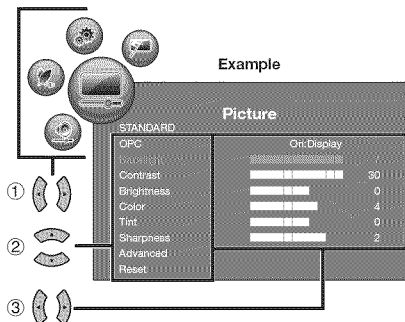 Example
Picture
STANDARD
OPC On:Display
Backlight
Contrast 30
Brightness 0
Color 4
Tint 0
Sharpness 2
Advanced
Reset
①
②
③